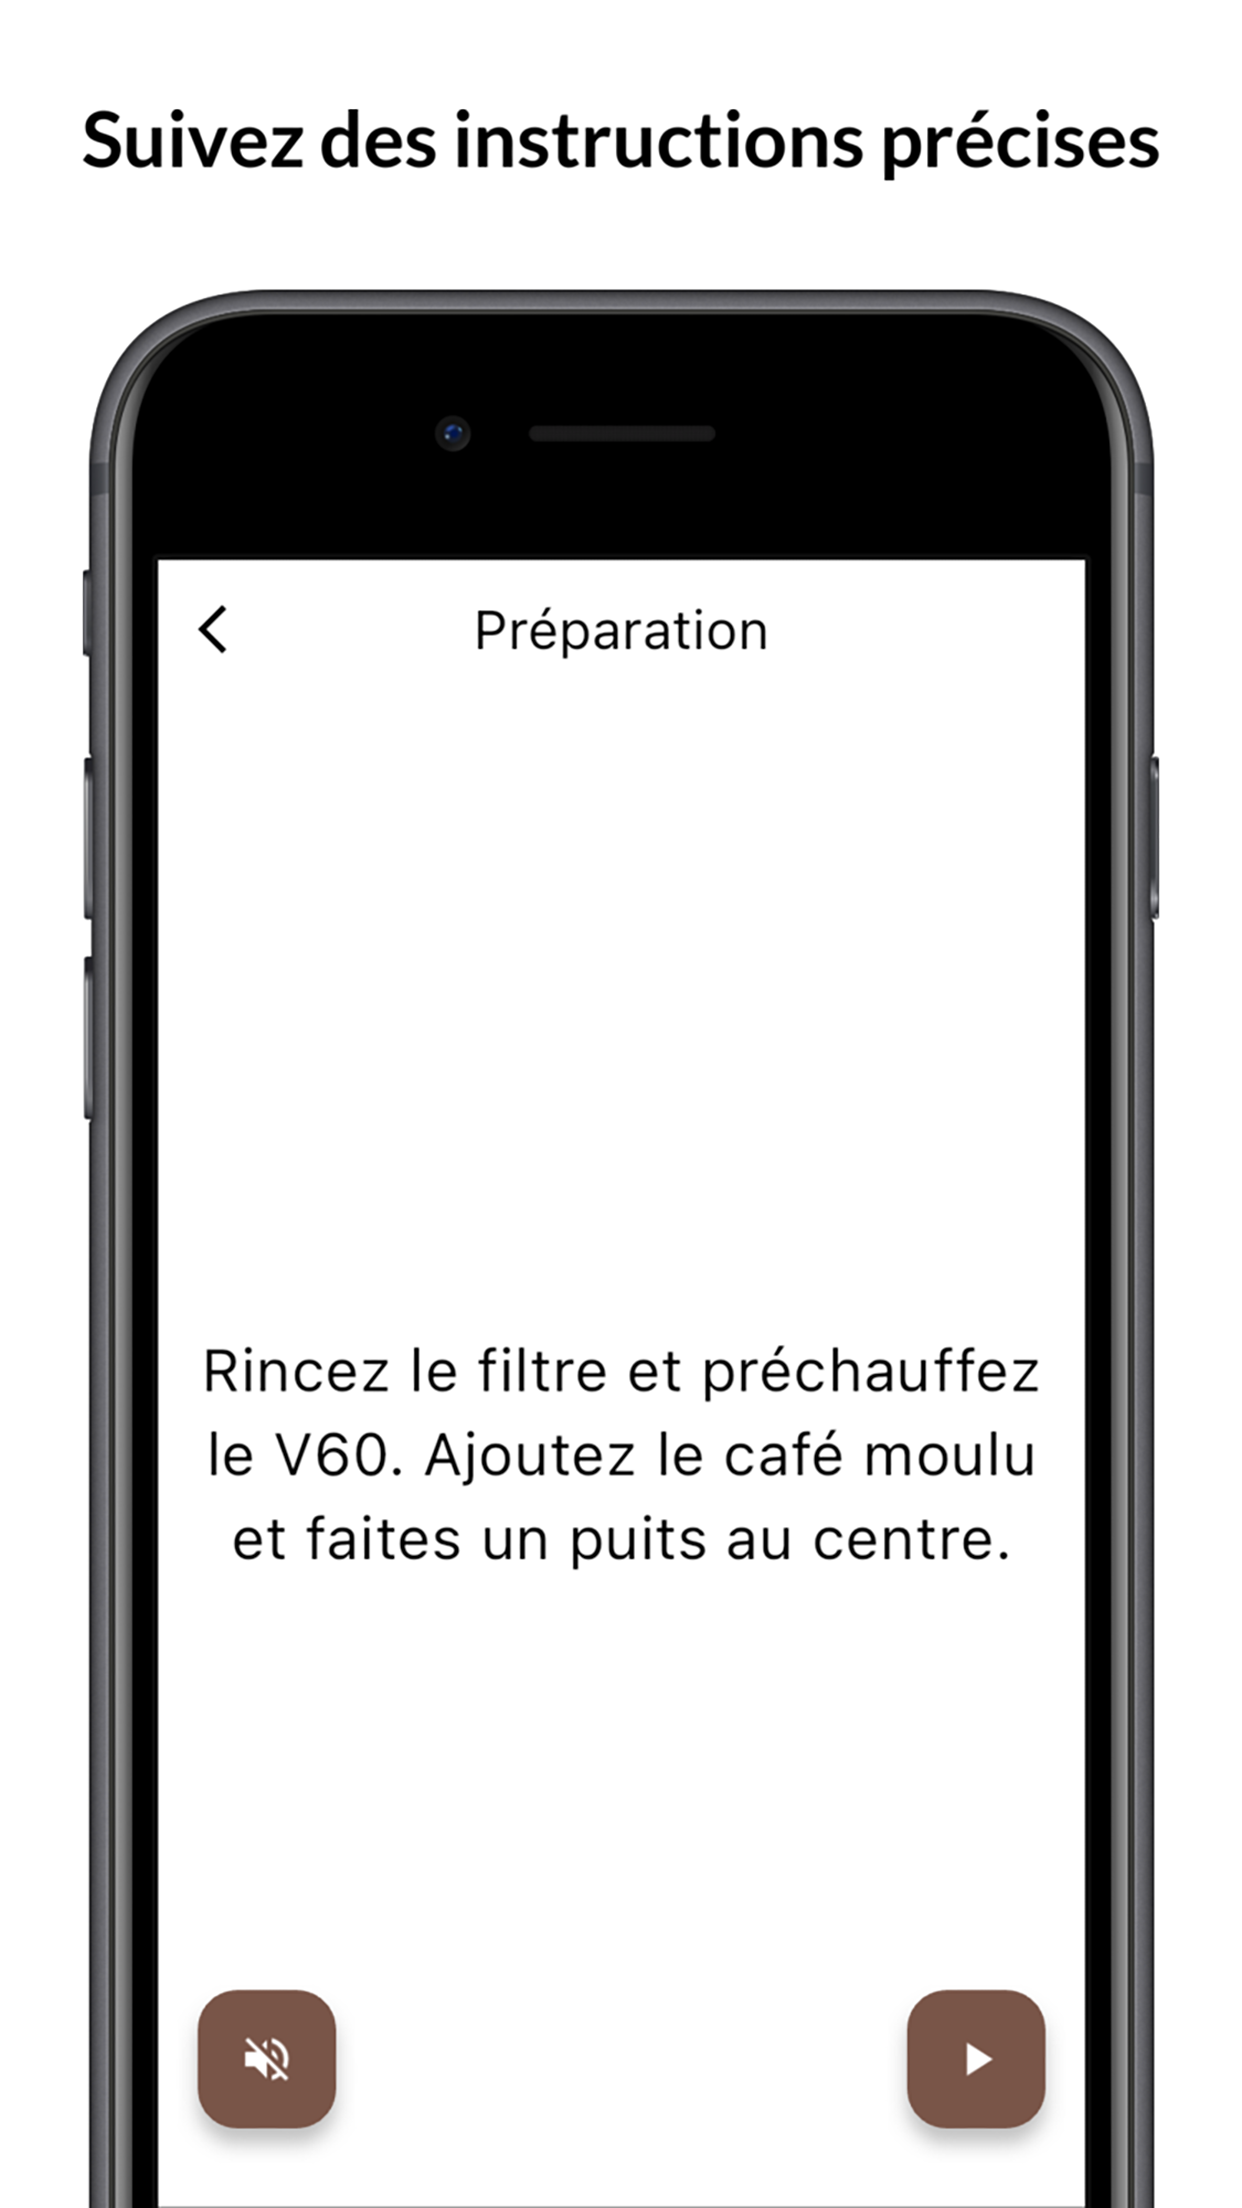 Suivez des instructions précises
Préparation
Rincez le filtre et préchauffez
le V60. Ajoutez le café moulu
et faites un puits au centre.